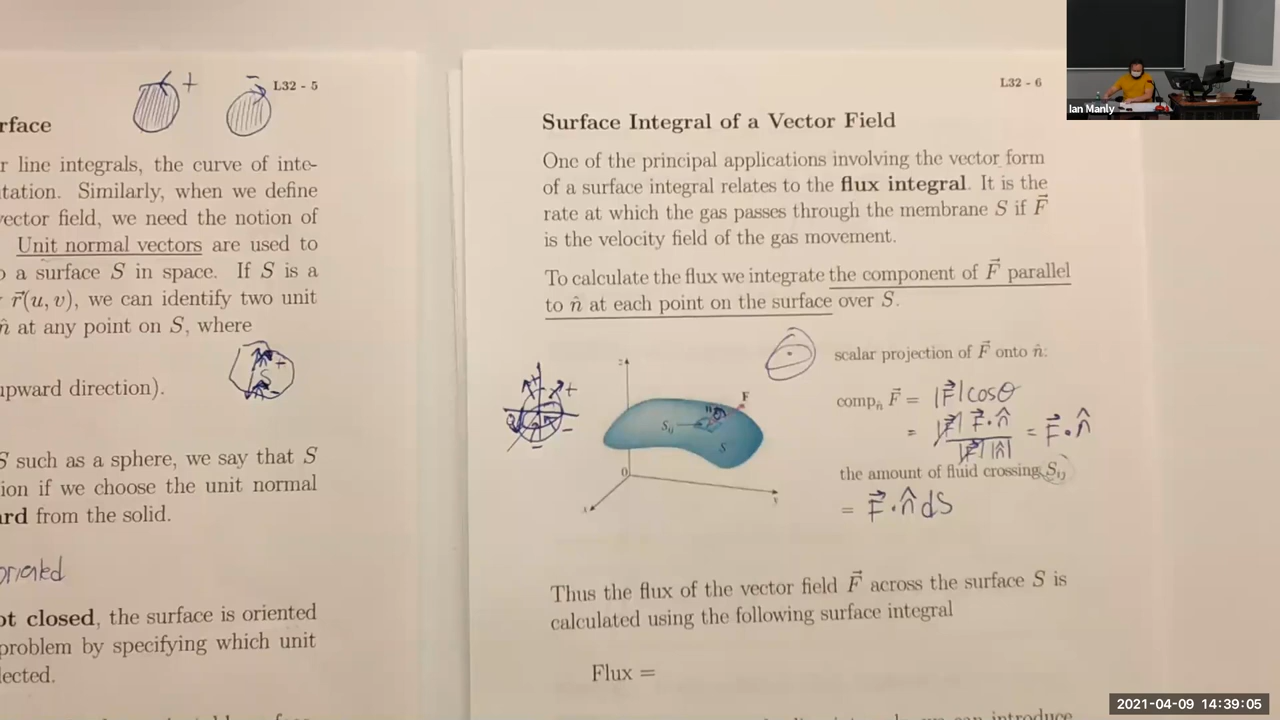 L32 - 5
+
-
rface
r line integrals, the curve of inte-
tation. Similarly, when we define
vector field, we need the notion of
Unit normal vectors are used to
o a surface S in space. If S is a
r⃗(u, v), we can identify two unit
n̂ at any point on S, where
upward direction).
S such as a sphere, we say that S
ion if we choose the unit normal
ard from the solid.
oriented
ot closed, the surface is oriented
problem by specifying which unit
lected.
L32 - 6
Surface Integral of a Vector Field
One of the principal applications involving the vector form
of a surface integral relates to the flux integral. It is the
rate at which the gas passes through the membrane S if F⃗
is the velocity field of the gas movement.
To calculate the flux we integrate the component of F⃗ parallel
to n̂ at each point on the surface over S.
scalar projection of F⃗ onto n̂:
comp_n̂ F⃗ = |F⃗|cosθ
= |F⃗| F⃗·n̂ / |F⃗||n̂| = F⃗·n̂
the amount of fluid crossing S_ij
= F⃗·n̂ dS
z
F
n
S_ij
S
0
x
y
Thus the flux of the vector field F⃗ across the surface S is
calculated using the following surface integral
Flux =
Ian Manly
2021-04-09 14:39:05